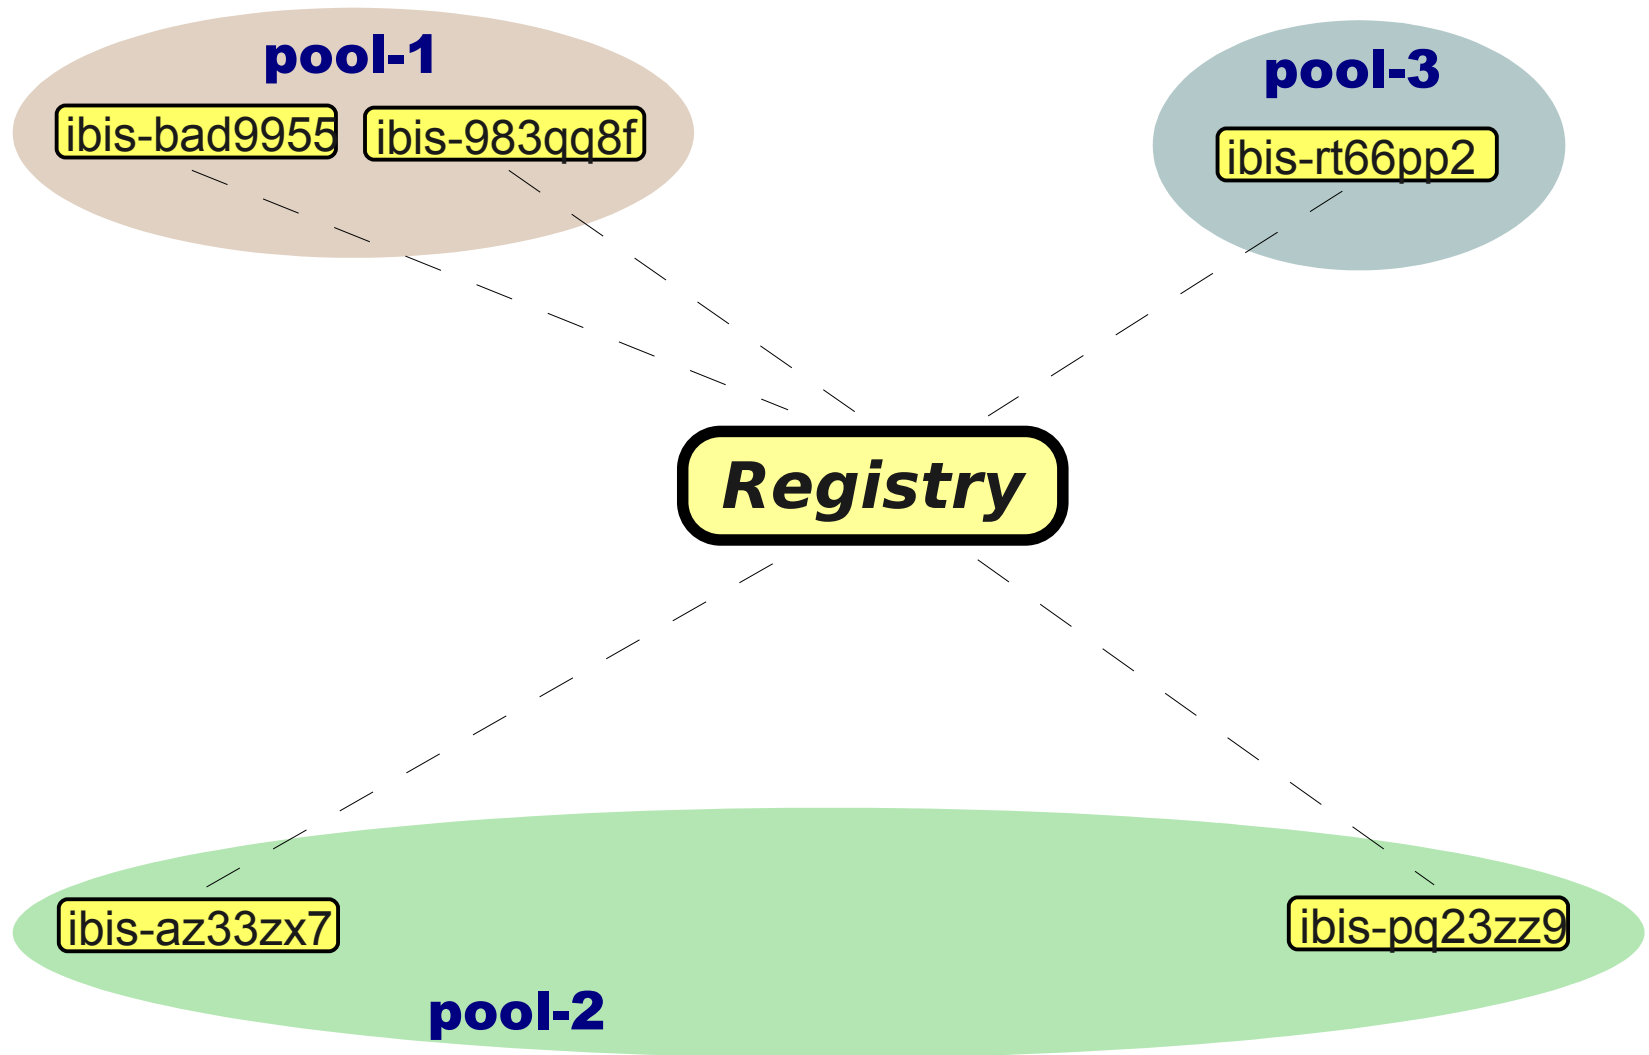 pool-1
ibis-bad9955
ibis-983qq8f
pool-3
ibis-rt66pp2
Registry
ibis-az33zx7
ibis-pq23zz9
pool-2